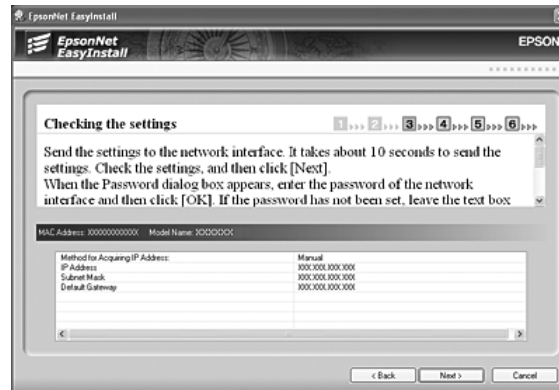 EpsonNet EasyInstall
EpsonNet
EasyInstall
EPSON
Checking the settings
1 2 3 4 5 6
Send the settings to the network interface. It takes about 10 seconds to send the
settings. Check the settings, and then click [Next].
When the Password dialog box appears, enter the password of the network
interface and then click [OK]. If the password has not been set, leave the text box
MAC Address: XXXXXXXXXXXX Model Name: XXXXXXX
Method for Acquiring IP Address: Manual
IP Address XXX.XXX.XXX.XXX
Subnet Mask XXX.XXX.XXX.XXX
Default Gateway XXX.XXX.XXX.XXX
< Back Next > Cancel